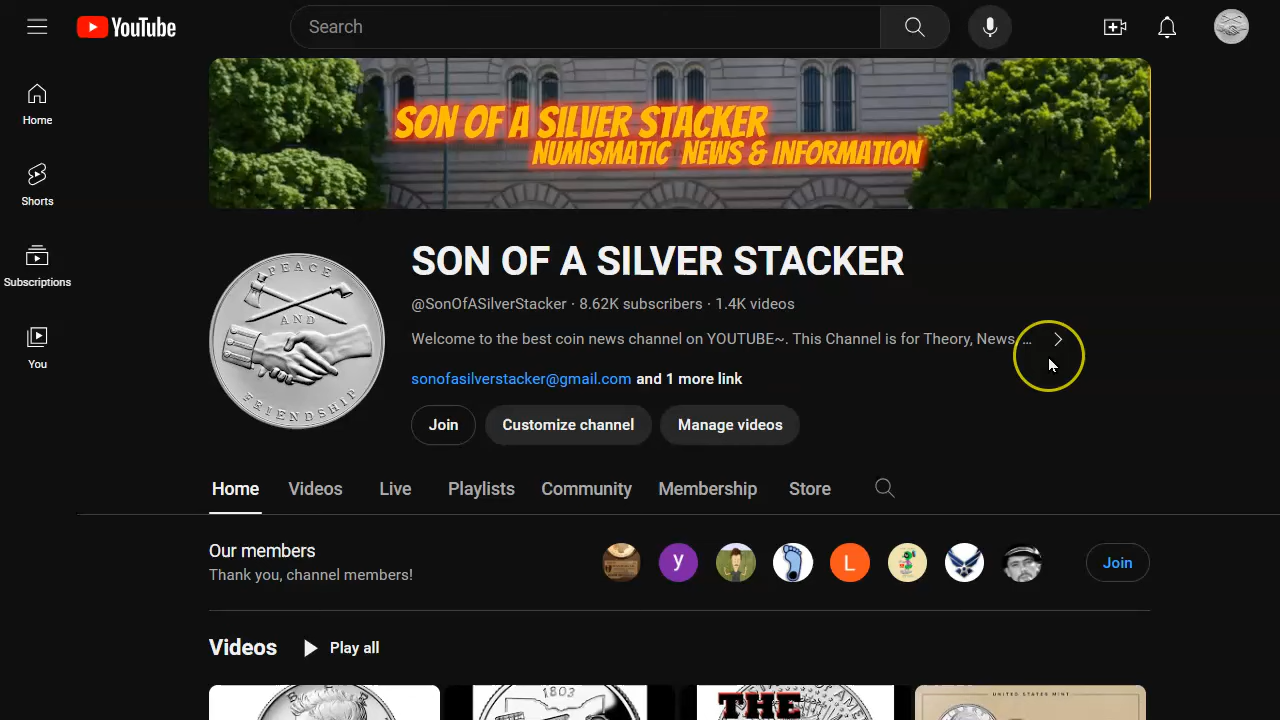 YouTube
Search
Home
Shorts
Subscriptions
You
SON OF A SILVER STACKER
NUMISMATIC NEWS & INFORMATION
PEACE
AND
FRIENDSHIP
SON OF A SILVER STACKER
@SonOfASilverStacker · 8.62K subscribers · 1.4K videos
Welcome to the best coin news channel on YOUTUBE~. This Channel is for Theory, News, ...
sonofasilverstacker@gmail.com and 1 more link
Join Customize channel Manage videos
Home Videos Live Playlists Community Membership Store
Our members
Thank you, channel members!
y
L
Join
Videos Play all
1803
THE
UNITED STATES MINT